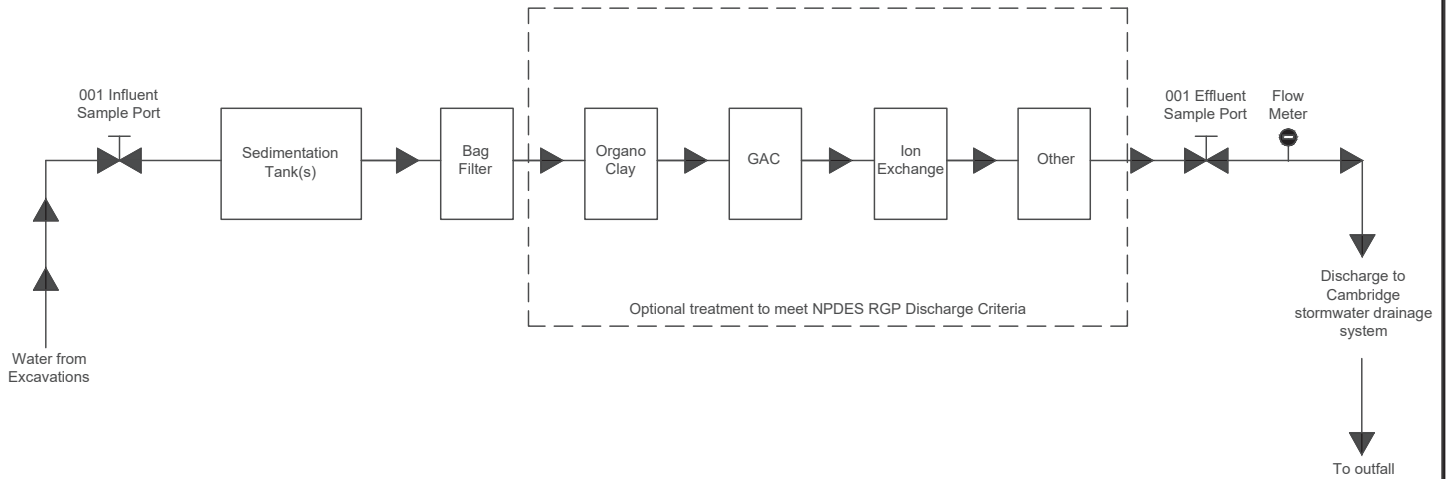 001 Influent
Sample Port
Sedimentation
Tank(s)
Bag
Filter
Organo
Clay
GAC
Ion
Exchange
Other
001 Effluent
Sample Port
Flow
Meter
Optional treatment to meet NPDES RGP Discharge Criteria
Water from
Excavations
Discharge to
Cambridge
stormwater drainage
system
To outfall